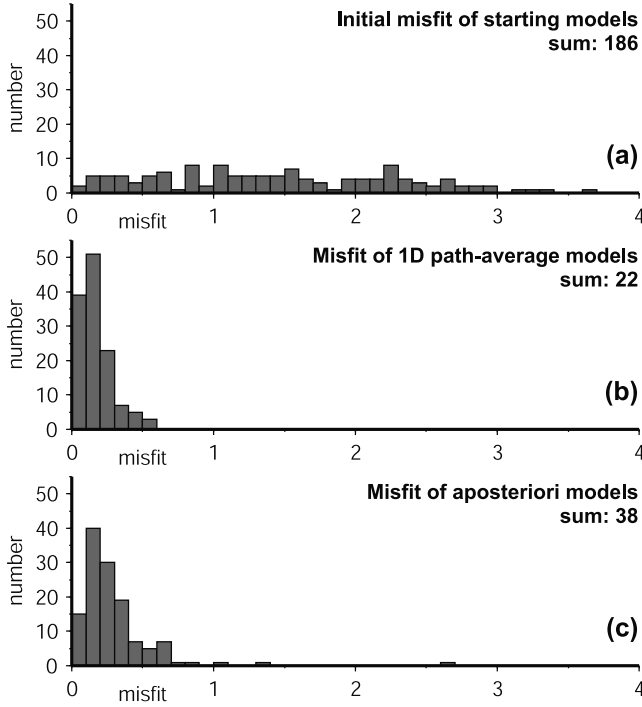 Initial misfit of starting models
sum: 186
(a)
number
50
40
30
20
10
0
0 1 2 3 4
misfit
Misfit of 1D path-average models
sum: 22
(b)
number
50
40
30
20
10
0
0 1 2 3 4
misfit
Misfit of aposteriori models
sum: 38
(c)
number
50
40
30
20
10
0
0 1 2 3 4
misfit